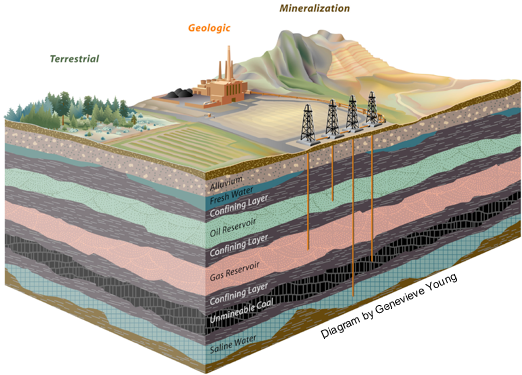 Mineralization
Geologic
Terrestrial
Alluvium
Fresh Water
Confining Layer
Oil Reservoir
Confining Layer
Gas Reservoir
Confining Layer
Unmineable Coal
Saline Water
Diagram by Genevieve Young